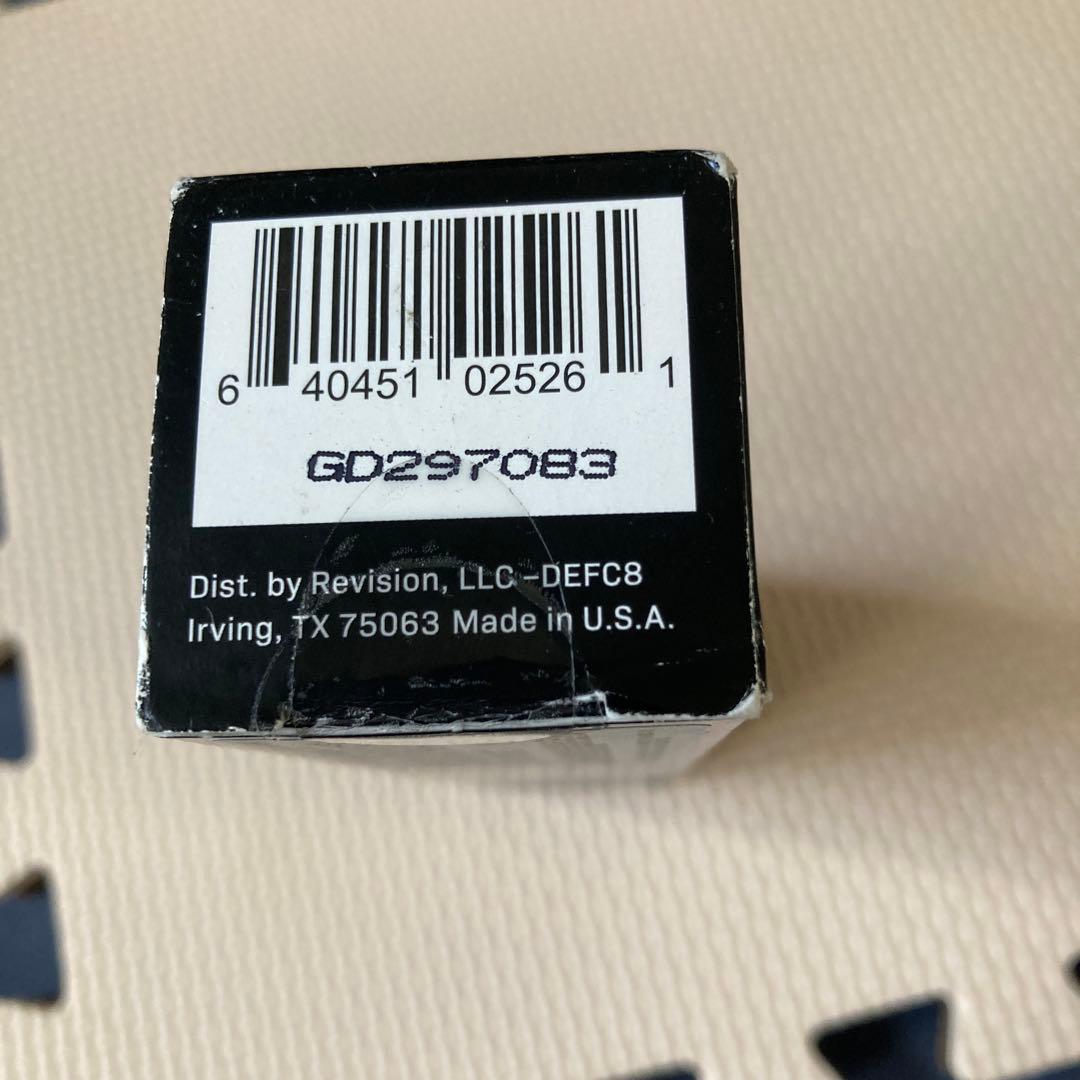 6 40451 02526 1
GD297083
Dist. by Revision, LLC -DEFC8
Irving, TX 75063 Made in U.S.A.